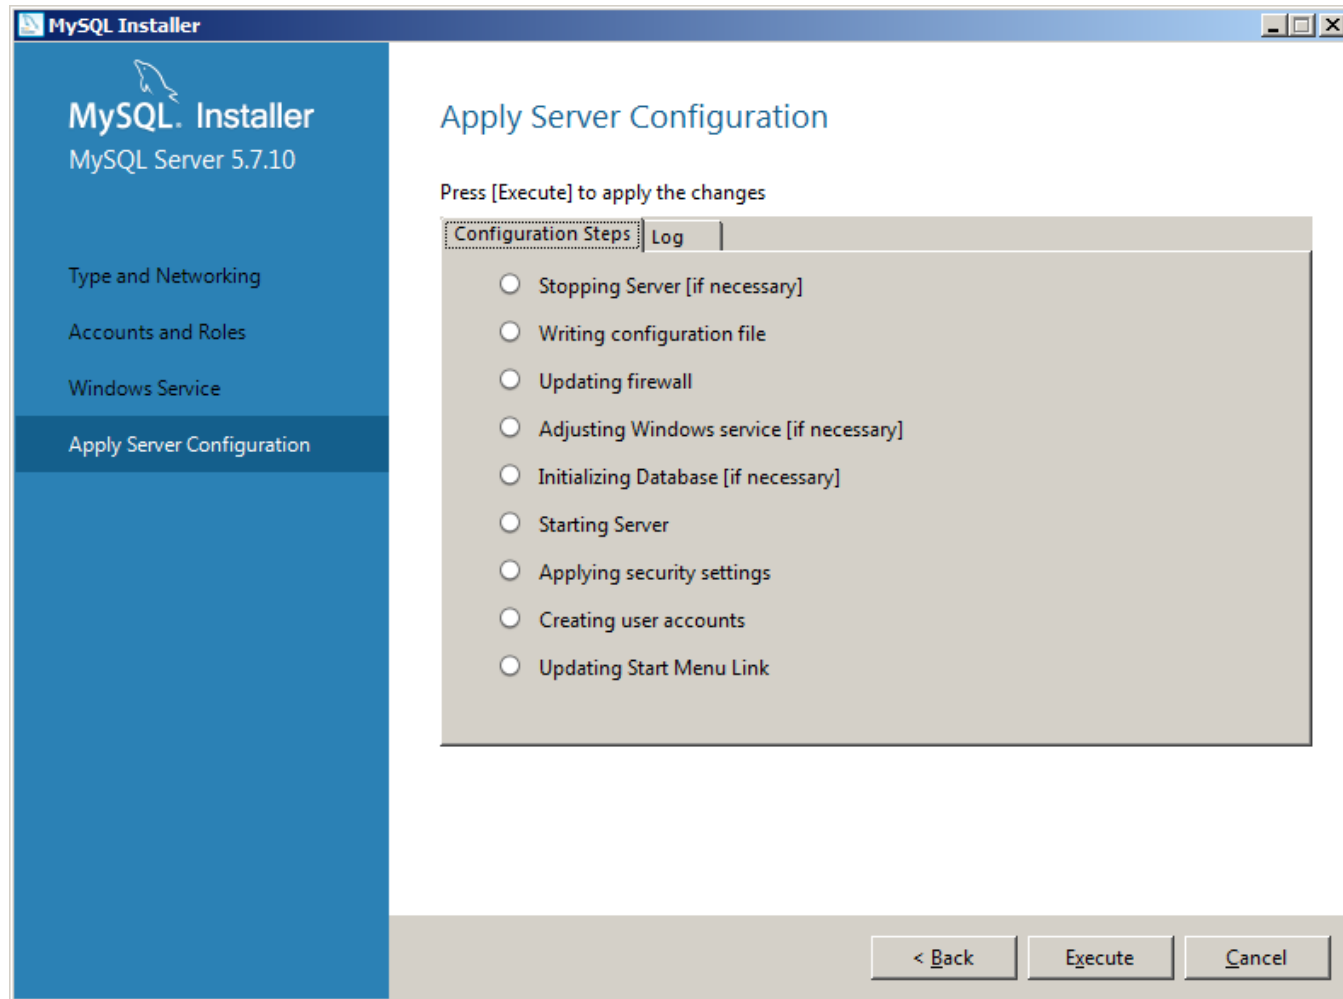 MySQL Installer
MySQL. Installer
MySQL Server 5.7.10
Type and Networking
Accounts and Roles
Windows Service
Apply Server Configuration
Apply Server Configuration
Press [Execute] to apply the changes
Configuration Steps Log
Stopping Server [if necessary]
Writing configuration file
Updating firewall
Adjusting Windows service [if necessary]
Initializing Database [if necessary]
Starting Server
Applying security settings
Creating user accounts
Updating Start Menu Link
< Back Execute Cancel